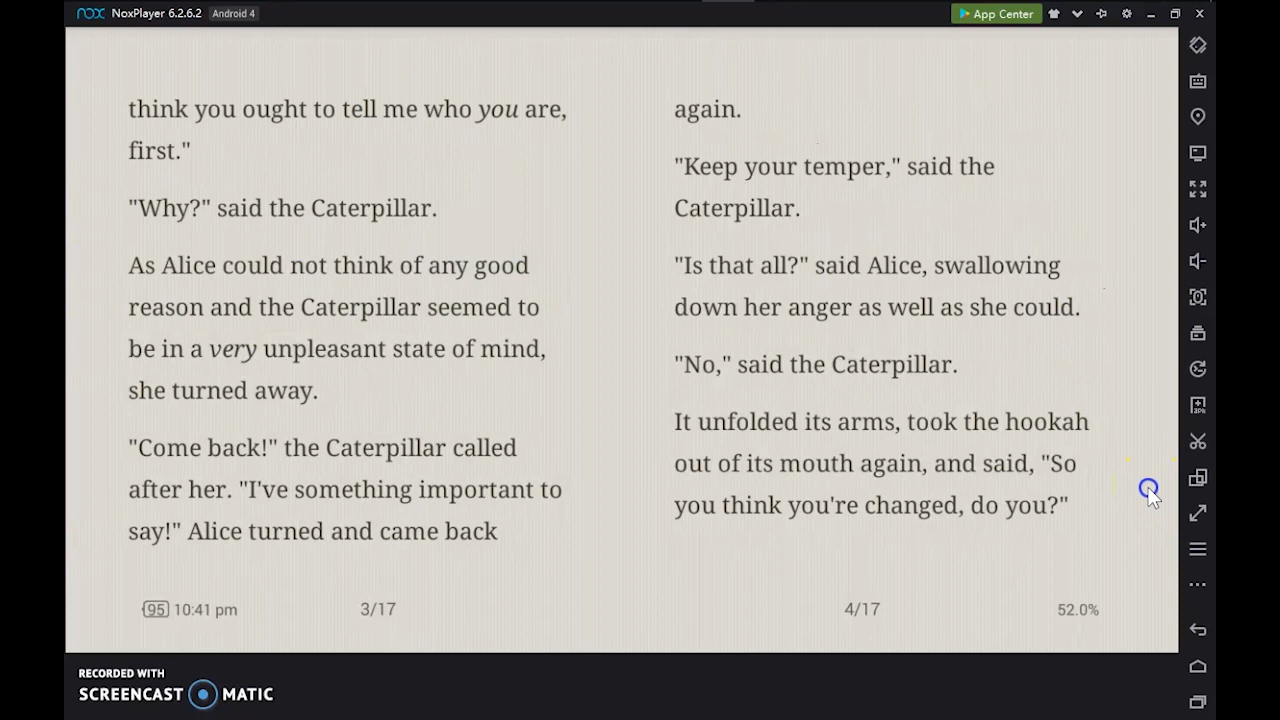 nox NoxPlayer 6.2.6.2 Android 4 App Center
think you ought to tell me who you are,
first."
"Why?" said the Caterpillar.
As Alice could not think of any good
reason and the Caterpillar seemed to
be in a very unpleasant state of mind,
she turned away.
"Come back!" the Caterpillar called
after her. "I've something important to
say!" Alice turned and came back
95 10:41 pm 3/17
again.
"Keep your temper," said the
Caterpillar.
"Is that all?" said Alice, swallowing
down her anger as well as she could.
"No," said the Caterpillar.
It unfolded its arms, took the hookah
out of its mouth again, and said, "So
you think you're changed, do you?"
4/17 52.0%
RECORDED WITH
SCREENCAST MATIC